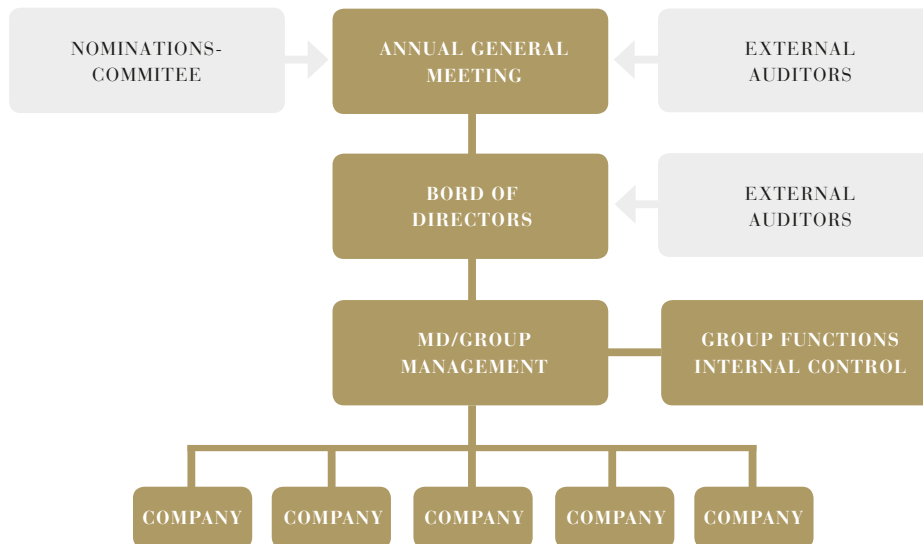 NOMINATIONS-
COMMITEE
ANNUAL GENERAL
MEETING
EXTERNAL
AUDITORS
BORD OF
DIRECTORS
EXTERNAL
AUDITORS
MD/GROUP
MANAGEMENT
GROUP FUNCTIONS
INTERNAL CONTROL
COMPANY
COMPANY
COMPANY
COMPANY
COMPANY